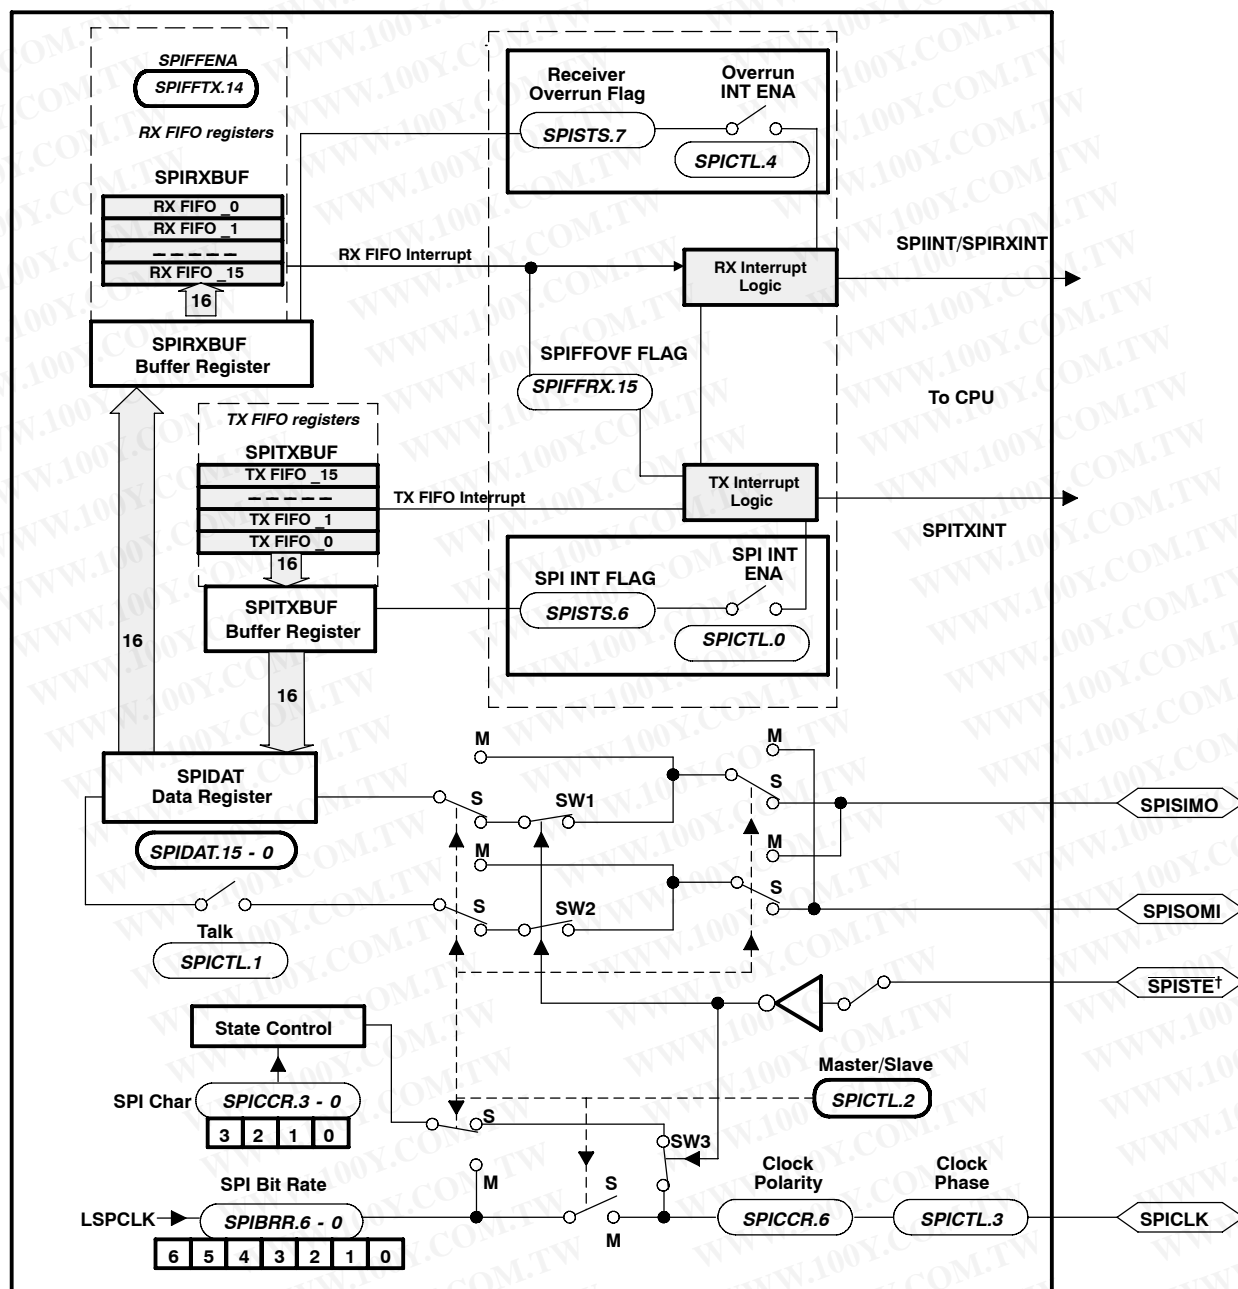 SPIFFENA
SPIFFTX.14
RX FIFO registers
SPIRXBUF
RX FIFO _0
RX FIFO _1
– – – – –
RX FIFO _15
16
SPIRXBUF
Buffer Register
Receiver
Overrun Flag
SPISTS.7
Overrun
INT ENA
SPICTL.4
RX FIFO Interrupt
RX Interrupt
Logic
SPIINT/SPIRXINT
SPIFFOVF FLAG
SPIFFRX.15
To CPU
TX FIFO registers
SPITXBUF
TX FIFO _15
– – – – –
TX FIFO _1
TX FIFO _0
16
TX FIFO Interrupt
TX Interrupt
Logic
SPITXINT
SPITXBUF
Buffer Register
SPI INT FLAG
SPISTS.6
SPI INT
ENA
SPICTL.0
16
16
SPIDAT
Data Register
SPIDAT.15 - 0
M
S
SW1
M
S
SW2
M
S
M
S
SPISIMO
SPISOMI
Talk
SPICTL.1
SPISTE†
State Control
Master/Slave
SPICTL.2
SPI Char
SPICCR.3 - 0
3 2 1 0
S
SW3
M
S
M
SPI Bit Rate
LSPCLK
SPIBRR.6 - 0
6 5 4 3 2 1 0
Clock
Polarity
SPICCR.6
Clock
Phase
SPICTL.3
SPICLK
WWW.100Y.COM.TW